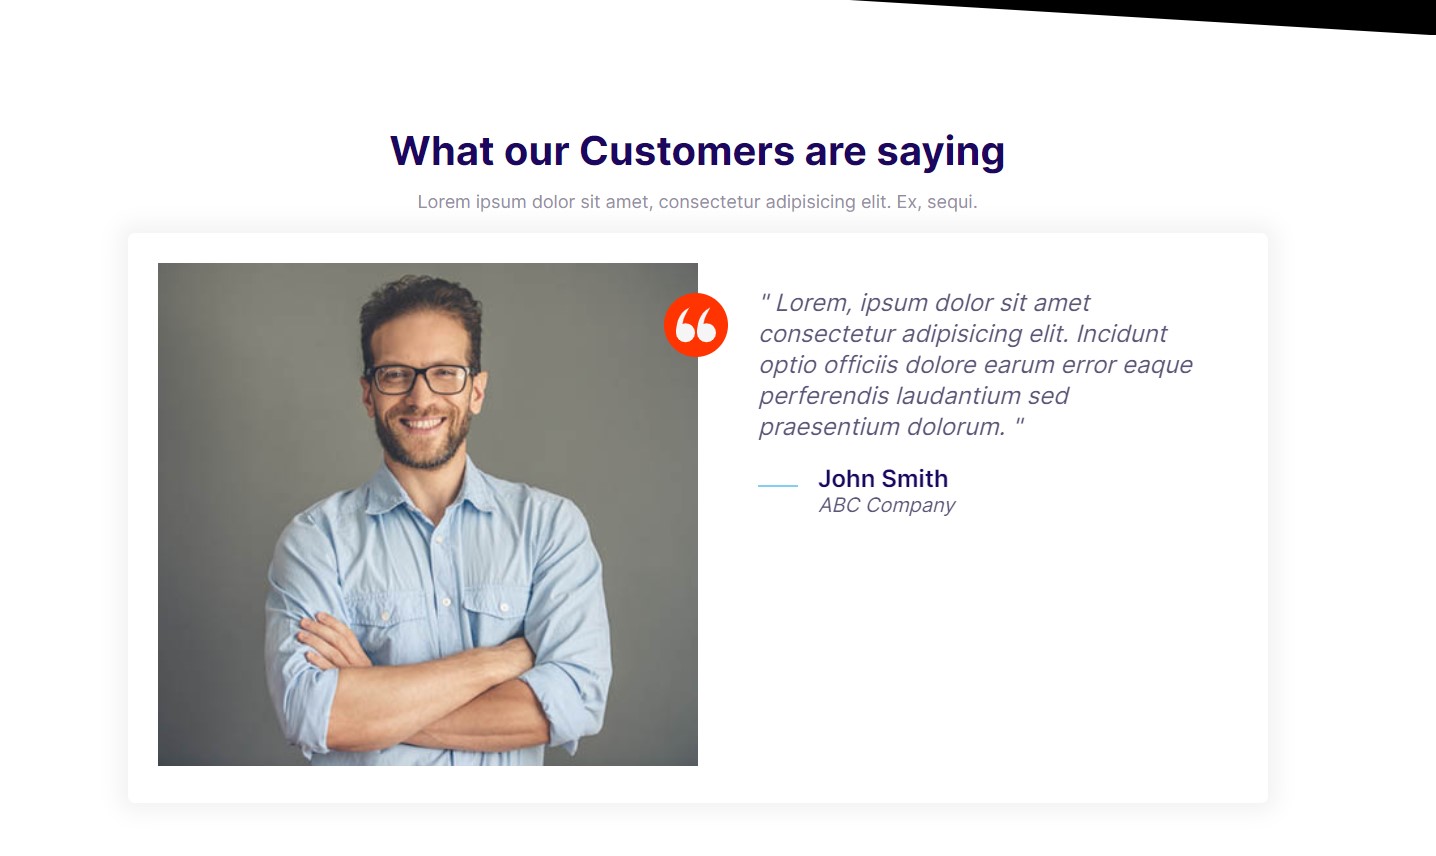 What our Customers are saying
Lorem ipsum dolor sit amet, consectetur adipisicing elit. Ex, sequi.
" Lorem, ipsum dolor sit amet
consectetur adipisicing elit. Incidunt
optio officiis dolore earum error eaque
perferendis laudantium sed
praesentium dolorum. "
John Smith
ABC Company